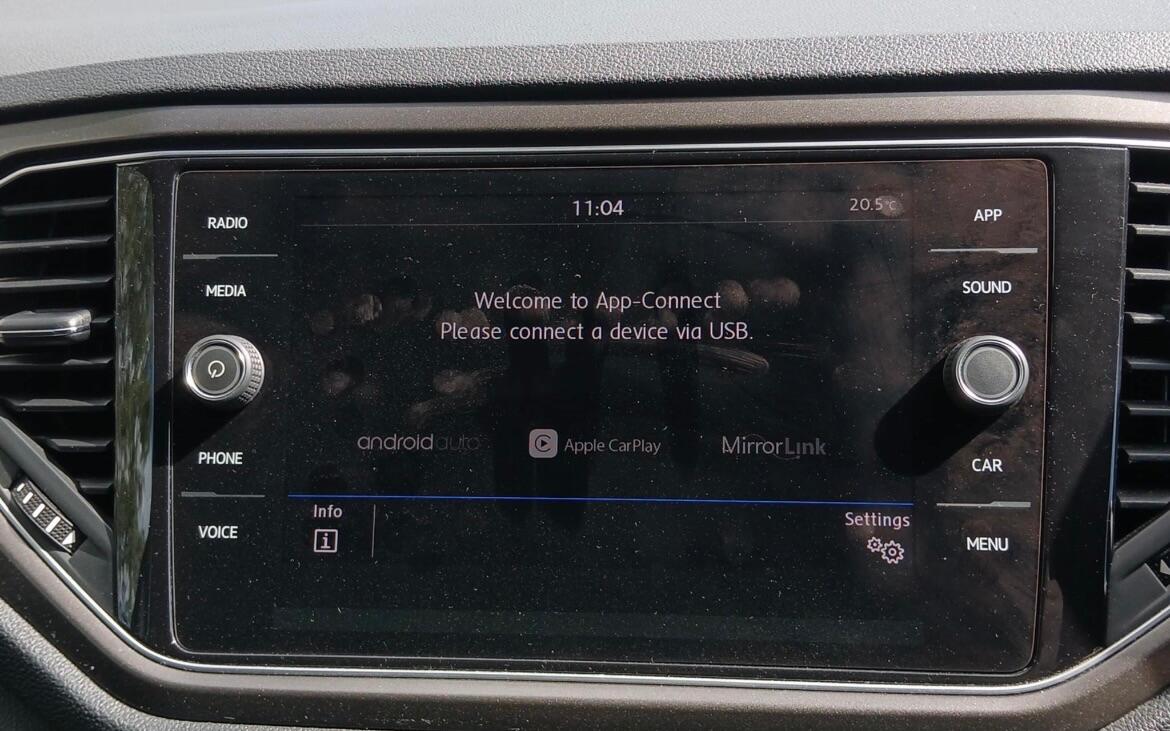 RADIO
MEDIA
PHONE
VOICE
11:04
20.5°C
Welcome to App-Connect
Please connect a device via USB.
androidauto
Apple CarPlay
MirrorLink
Info
i
Settings
APP
SOUND
CAR
MENU